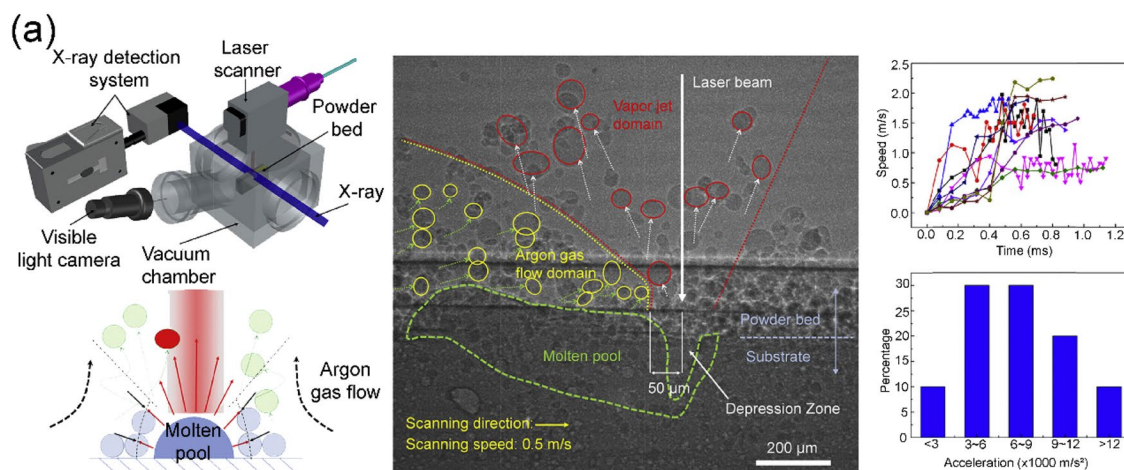 (a)
X-ray detection
system
Laser
scanner
Powder
bed
X-ray
Visible
light camera
Vacuum
chamber
Argon
gas flow
Molten
pool
Laser beam
Vapor jet
domain
Argon gas
flow domain
Powder bed
Substrate
Molten pool
50 μm
Depression Zone
Scanning direction:
Scanning speed: 0.5 m/s
200 μm
2.5
2.0
1.5
1.0
0.5
0.0
Speed (m/s)
0.0 0.2 0.4 0.6 0.8 1.0 1.2
Time (ms)
30
25
20
15
10
5
0
Percentage
<3 3~6 6~9 9~12 >12
Acceleration (x1000 m/s²)